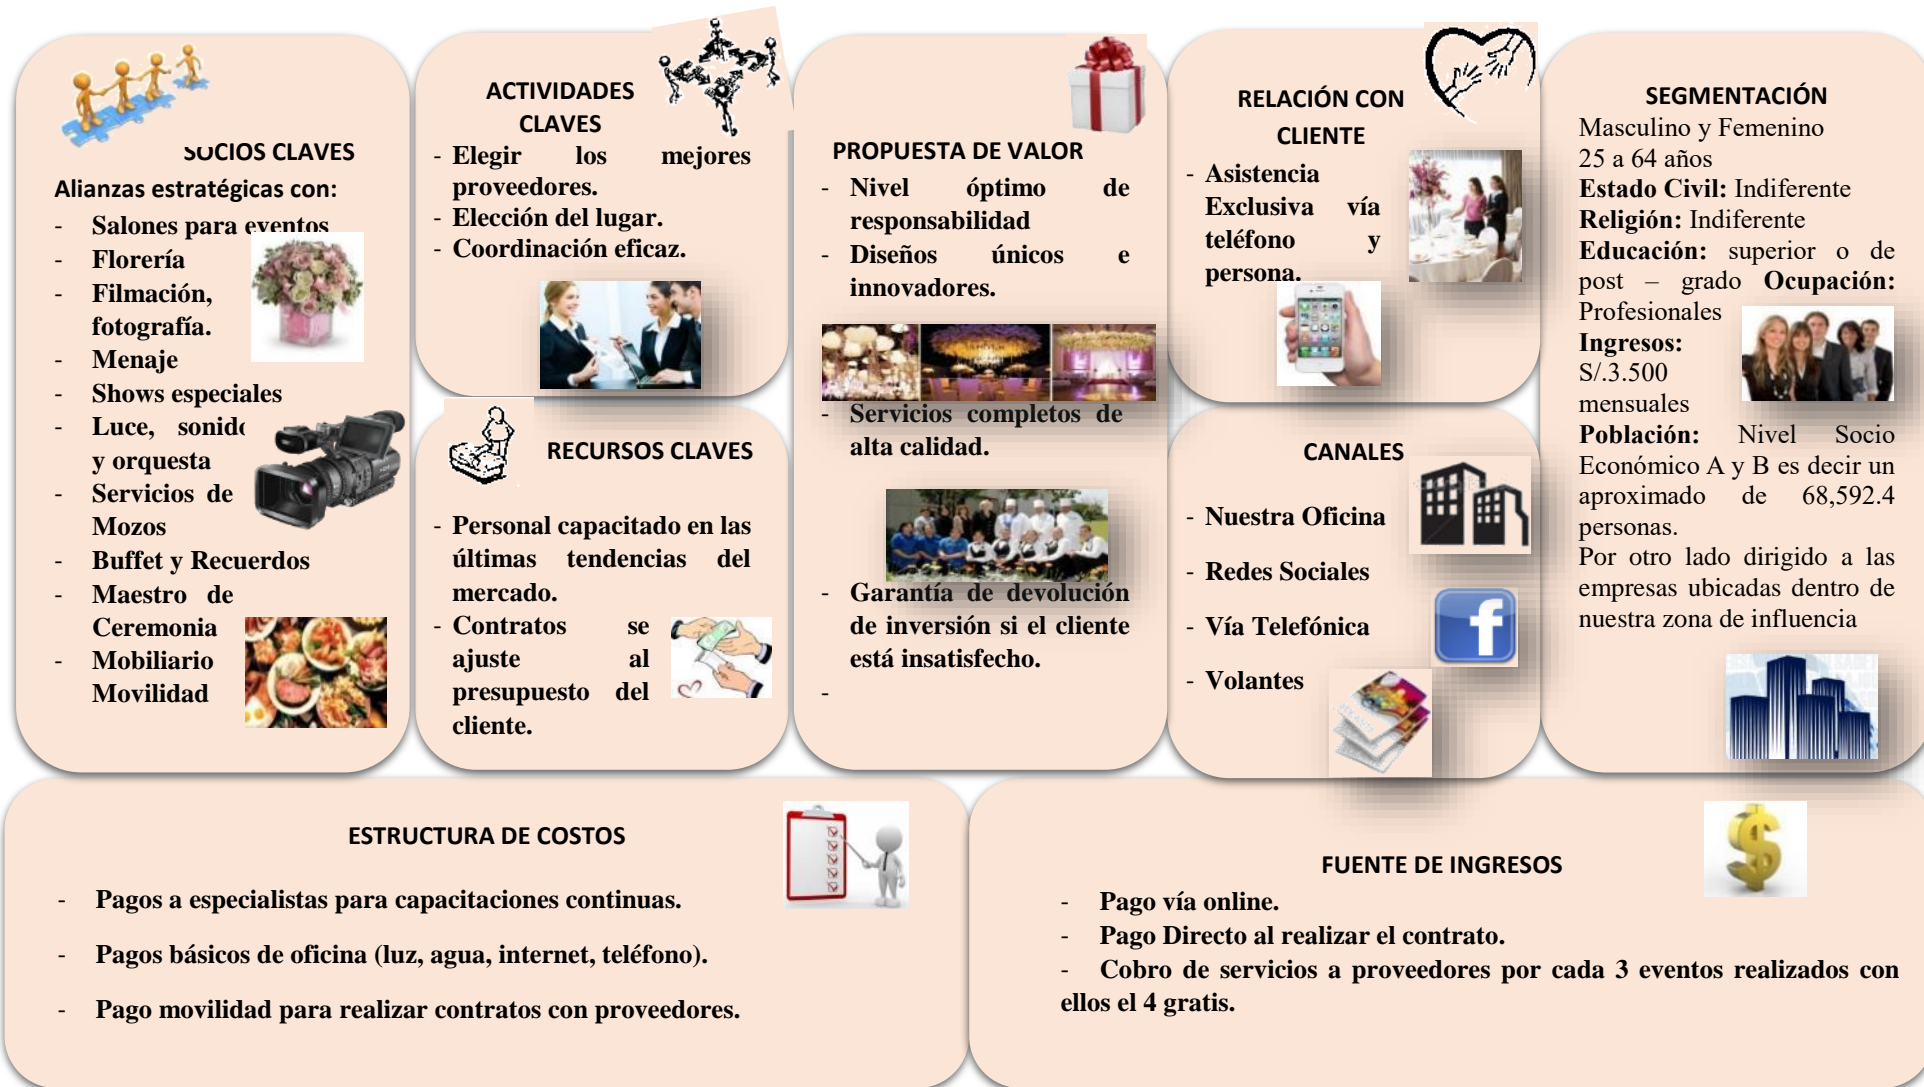 SOCIOS CLAVES
Alianzas estratégicas con:
- Salones para eventos
- Florería
- Filmación,
fotografía.
- Menaje
- Shows especiales
- Luce, sonido
y orquesta
- Servicios de
Mozos
- Buffet y Recuerdos
- Maestro de
Ceremonia
- Mobiliario
Movilidad
ACTIVIDADES
CLAVES
- Elegir los mejores
proveedores.
- Elección del lugar.
- Coordinación eficaz.
RECURSOS CLAVES
- Personal capacitado en las
últimas tendencias del
mercado.
- Contratos se
ajuste al
presupuesto del
cliente.
PROPUESTA DE VALOR
- Nivel óptimo de
responsabilidad
- Diseños únicos e
innovadores.
- Servicios completos de
alta calidad.
- Garantía de devolución
de inversión si el cliente
está insatisfecho.
-
RELACIÓN CON
CLIENTE
- Asistencia
Exclusiva vía
teléfono y
persona.
CANALES
- Nuestra Oficina
- Redes Sociales
- Vía Telefónica
- Volantes
SEGMENTACIÓN
Masculino y Femenino
25 a 64 años
Estado Civil: Indiferente
Religión: Indiferente
Educación: superior o de
post – grado Ocupación:
Profesionales
Ingresos:
S/.3.500
mensuales
Población: Nivel Socio
Económico A y B es decir un
aproximado de 68,592.4
personas.
Por otro lado dirigido a las
empresas ubicadas dentro de
nuestra zona de influencia
ESTRUCTURA DE COSTOS
- Pagos a especialistas para capacitaciones continuas.
- Pagos básicos de oficina (luz, agua, internet, teléfono).
- Pago movilidad para realizar contratos con proveedores.
FUENTE DE INGRESOS
- Pago vía online.
- Pago Directo al realizar el contrato.
- Cobro de servicios a proveedores por cada 3 eventos realizados con
ellos el 4 gratis.